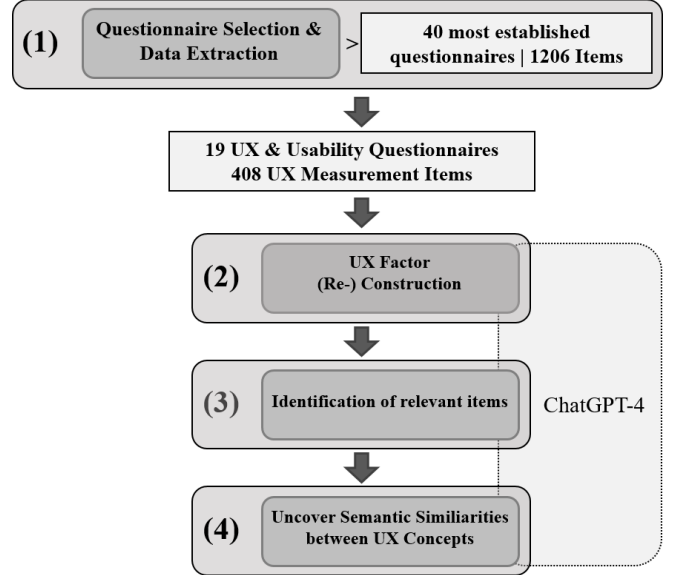 (1)
Questionnaire Selection &
Data Extraction
>
40 most established
questionnaires | 1206 Items
19 UX & Usability Questionnaires
408 UX Measurement Items
(2)
UX Factor
(Re-) Construction
(3)
Identification of relevant items
ChatGPT-4
(4)
Uncover Semantic Similiarities
between UX Concepts